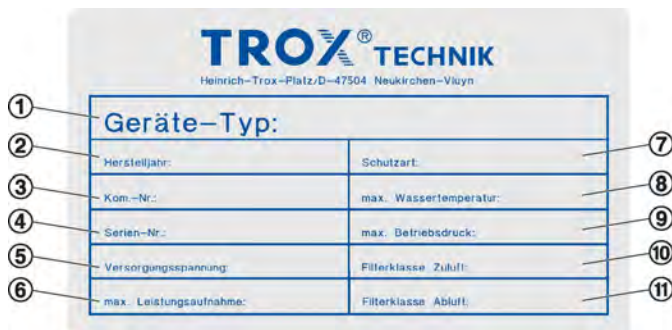 TROX® TECHNIK
Heinrich-Trox-Platz/D-47504 Neukirchen-Vluyn
① Geräte-Typ:
② Herstelljahr: Schutzart: ⑦
③ Kom.-Nr.: max. Wassertemperatur: ⑧
④ Serien-Nr.: max. Betriebsdruck: ⑨
⑤ Versorgungsspannung: Filterklasse Zuluft: ⑩
⑥ max. Leistungsaufnahme: Filterklasse Abluft: ⑪